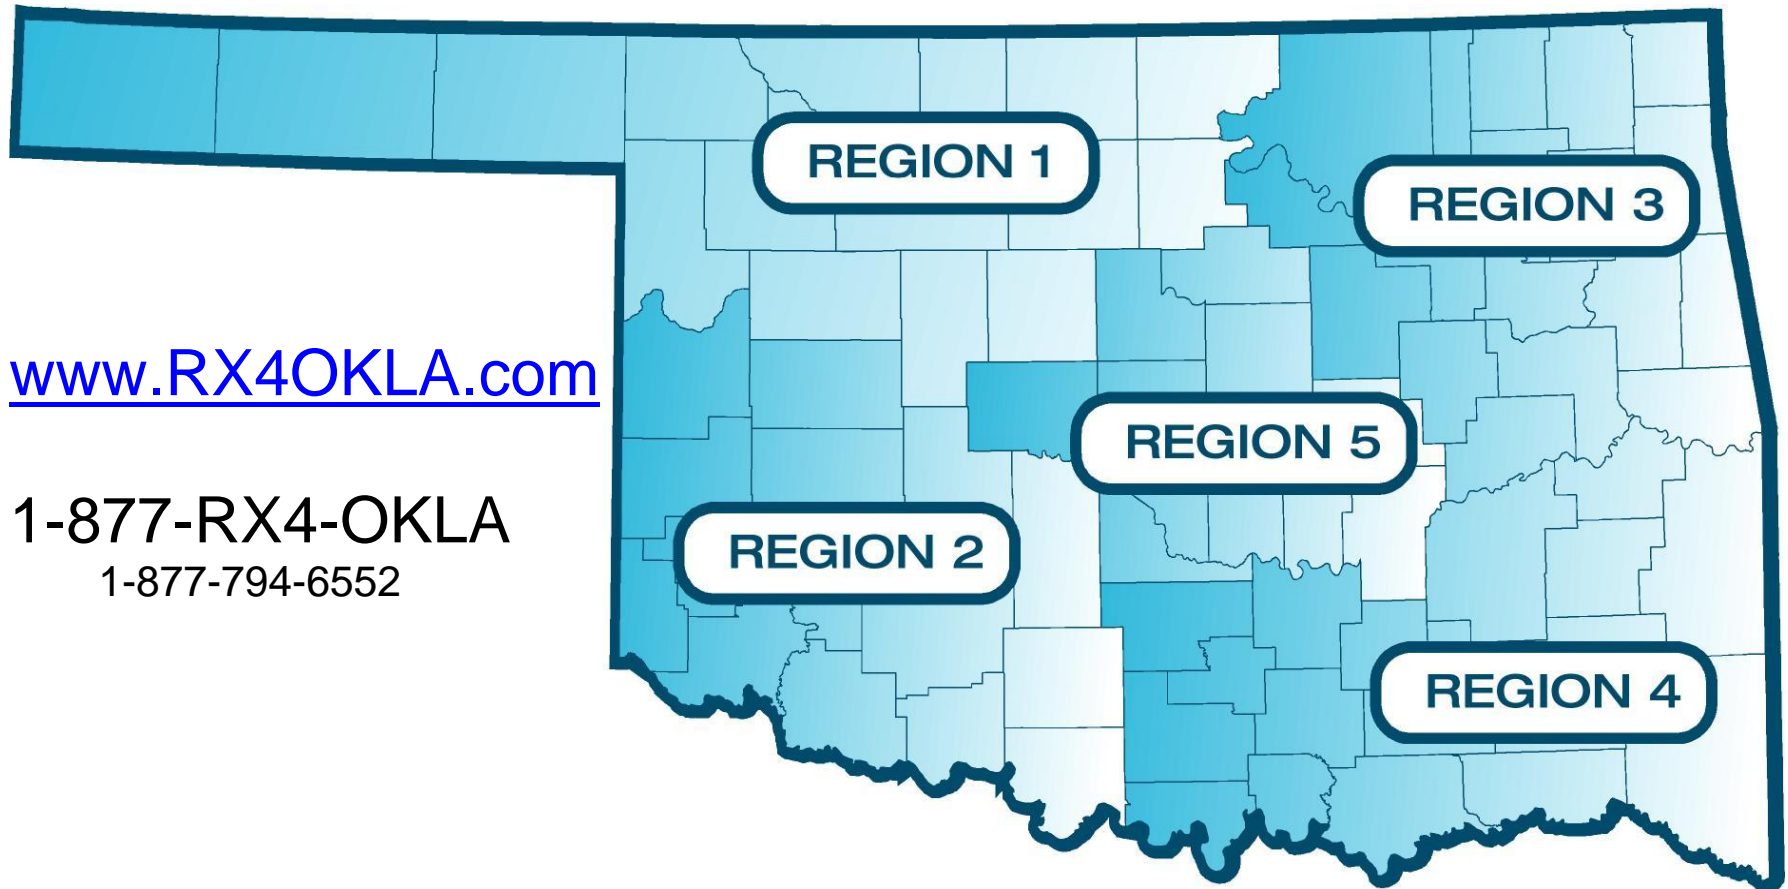 REGION 1
REGION 3
www.RX4OKLA.com
REGION 5
1-877-RX4-OKLA
REGION 2
1-877-794-6552
REGION 4